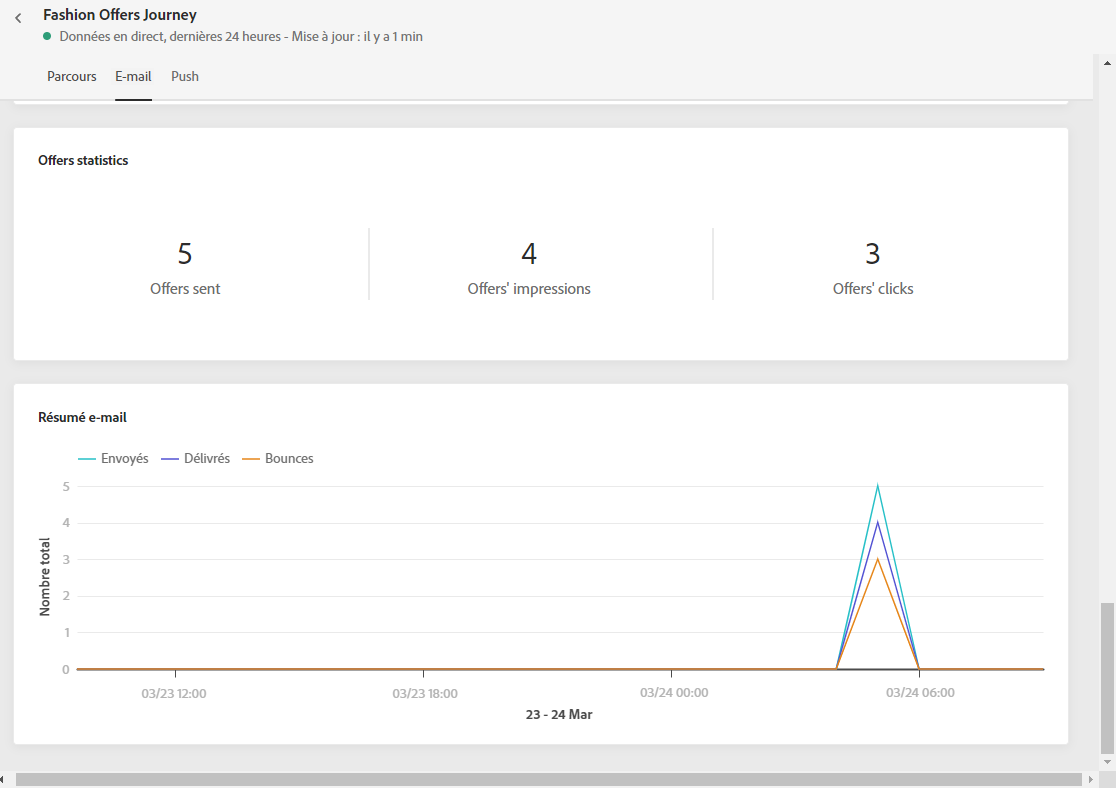 Fashion Offers Journey
Données en direct, dernières 24 heures - Mise à jour : il y a 1 min
Parcours E-mail Push
Offers statistics
5 4 3
Offers sent Offers' impressions Offers' clicks
Résumé e-mail
Envoyés Délivrés Bounces
5
4
3
2
1
0
Nombre total
03/23 12:00 03/23 18:00 03/24 00:00 03/24 06:00
23 - 24 Mar